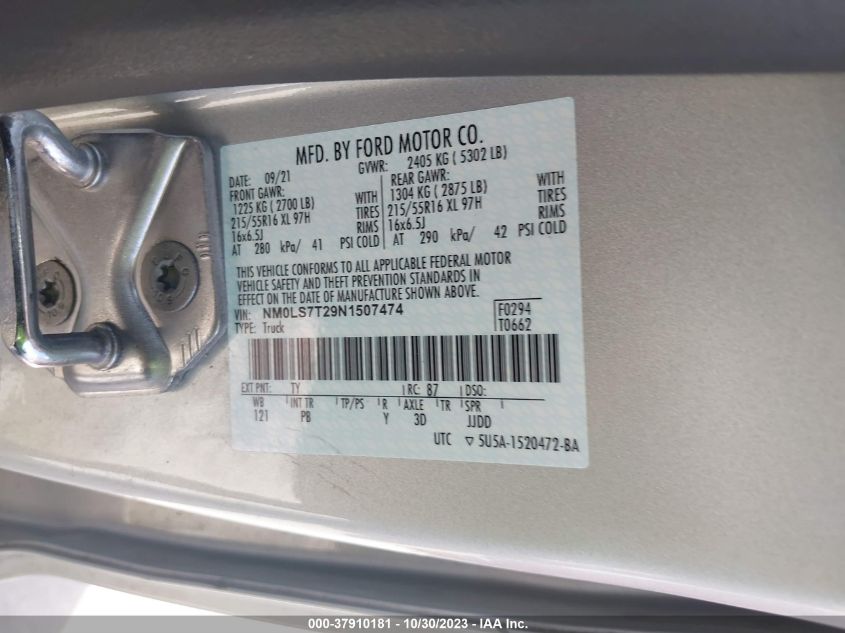 MFD. BY FORD MOTOR CO.
DATE: 09/21 GVWR: 2405 KG ( 5302 LB)
FRONT GAWR: REAR GAWR:
1225 KG ( 2700 LB) WITH 1304 KG ( 2875 LB) WITH
215/55R16 XL 97H TIRES 215/55R16 XL 97H TIRES
16x6.5J RIMS 16x6.5J RIMS
AT 280 kPa/ 41 PSI COLD AT 290 kPa/ 42 PSI COLD
THIS VEHICLE CONFORMS TO ALL APPLICABLE FEDERAL MOTOR
VEHICLE SAFETY AND THEFT PREVENTION STANDARDS IN
EFFECT ON THE DATE OF MANUFACTURE SHOWN ABOVE.
VIN: NM0LS7T29N1507474 F0294
TYPE: Truck T0662
EXT PNT: TY RC: 87 DSO:
WB INT TR TP/PS R AXLE TR SPR
121 PB Y 3D JJDD
UTC ▽ 5U5A-1520472-BA
000-37910181 - 10/30/2023 - IAA Inc.